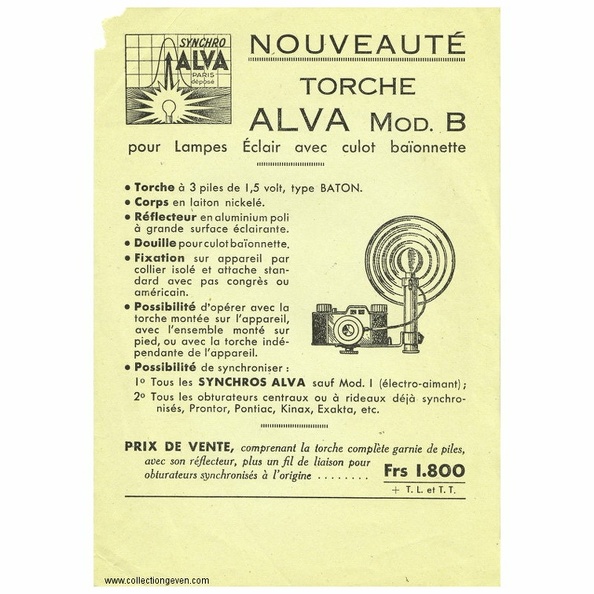 SYNCHRO
ALVA
PARIS
déposé
NOUVEAUTÉ
TORCHE
ALVA MOD. B
pour Lampes Éclair avec culot baïonnette
• Torche à 3 piles de 1,5 volt, type BATON.
• Corps en laiton nickelé.
• Réflecteur en aluminium poli
à grande surface éclairante.
• Douille pour culot baïonnette.
• Fixation sur appareil par
collier isolé et attache stan-
dard avec pas congrès ou
américain.
• Possibilité d'opérer avec la
torche montée sur l'appareil,
avec l'ensemble monté sur
pied, ou avec la torche indé-
pendante de l'appareil.
• Possibilité de synchroniser :
1º Tous les SYNCHROS ALVA sauf Mod. I (électro-aimant) ;
2º Tous les obturateurs centraux ou à rideaux déjà synchro-
nisés, Prontor, Pontiac, Kinax, Exakta, etc.
PRIX DE VENTE, comprenant la torche complète garnie de piles,
avec son réflecteur, plus un fil de liaison pour
obturateurs synchronisés à l'origine ........ Frs 1.800
+ T. L. et T. T.
www.collectiongeven.com